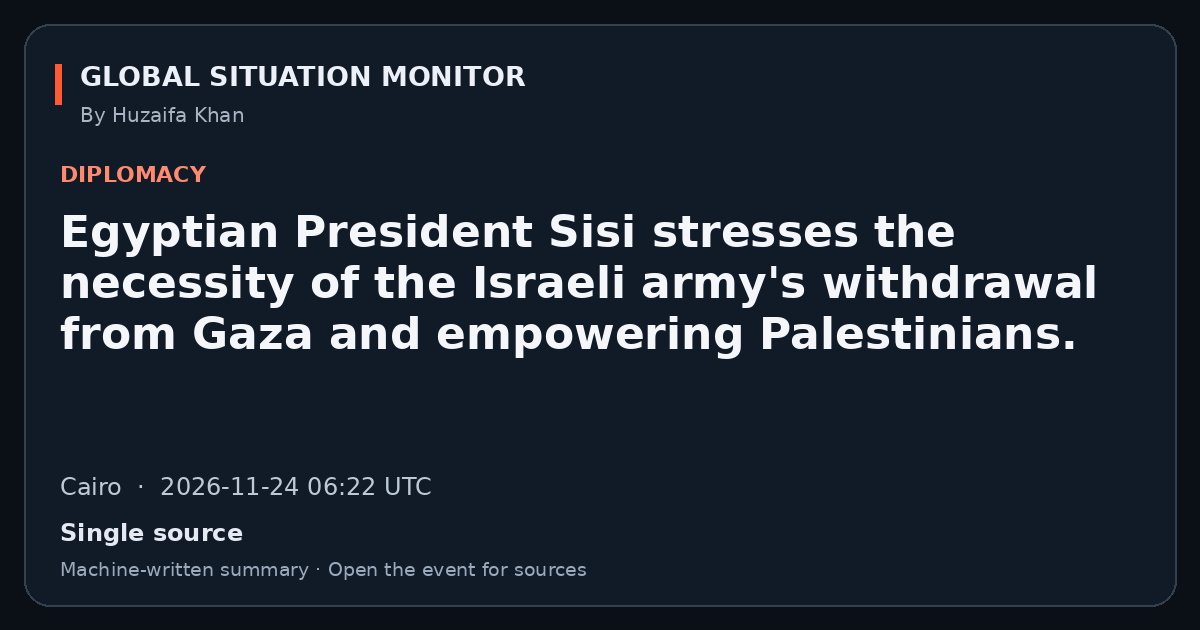 GLOBAL SITUATION MONITOR
By Huzaifa Khan
DIPLOMACY
Egyptian President Sisi stresses the
necessity of the Israeli army's withdrawal
from Gaza and empowering Palestinians.
Cairo · 2026-11-24 06:22 UTC
Single source
Machine-written summary · Open the event for sources